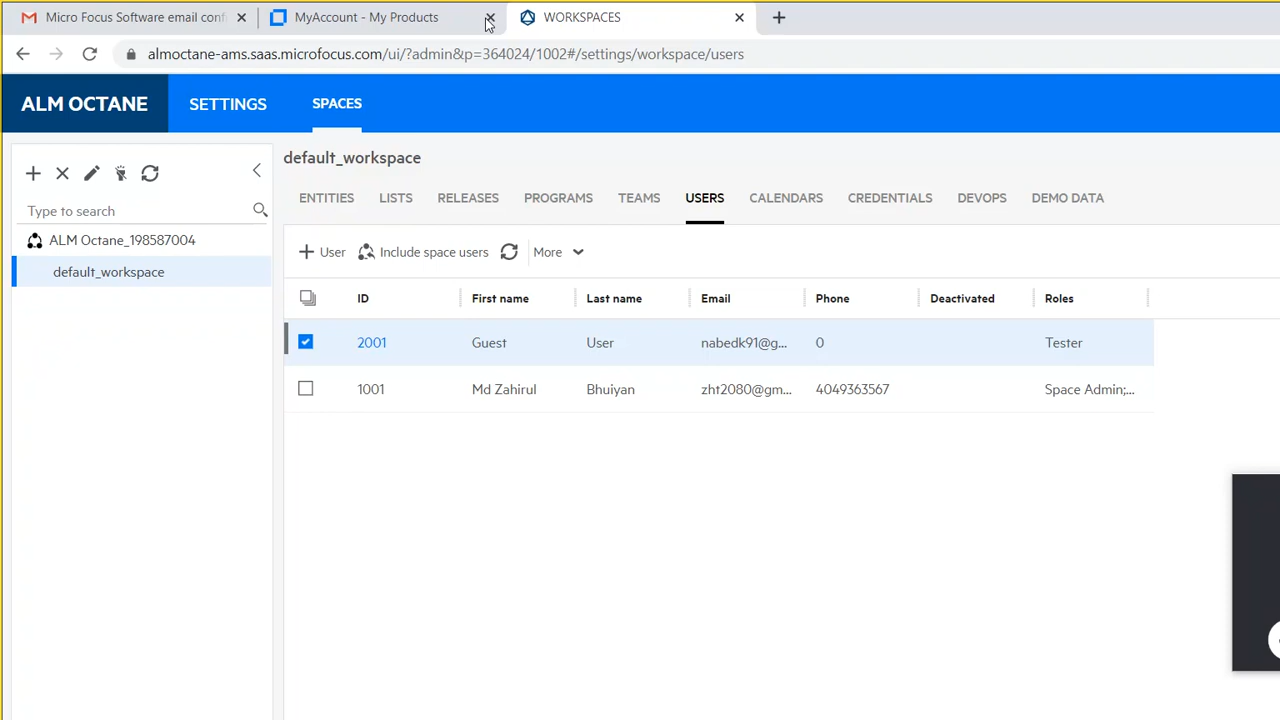 Micro Focus Software email conf
MyAccount - My Products
WORKSPACES
almoctane-ams.saas.microfocus.com/ui/?admin&p=364024/1002#/settings/workspace/users
ALM OCTANE
SETTINGS
SPACES
default_workspace
Type to search
ALM Octane_198587004
default_workspace
ENTITIES LISTS RELEASES PROGRAMS TEAMS USERS CALENDARS CREDENTIALS DEVOPS DEMO DATA
User Include space users More
ID First name Last name Email Phone Deactivated Roles
2001 Guest User nabedk91@g... 0 Tester
1001 Md Zahirul Bhuiyan zht2080@gm... 4049363567 Space Admin;...